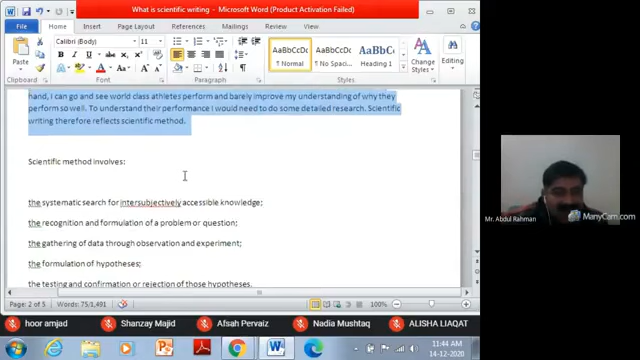 What is scientific writing - Microsoft Word (Product Activation Failed)
File Home Insert Page Layout References Mailings Review View
Calibri (Body) 11
Paste
Clipboard Font Paragraph Styles
AaBbCcDc AaBbCcDc AaBbC
¶ Normal ¶ No Spaci... Heading 1
Change Styles
Editing
hand, I can go and see world class athletes perform and barely improve my understanding of why they
perform so well. To understand their performance I would need to do some detailed research. Scientific
writing therefore reflects scientific method.
Scientific method involves:
the systematic search for intersubjectively accessible knowledge;
the recognition and formulation of a problem or question;
the gathering of data through observation and experiment;
the formulation of hypotheses;
the testing and confirmation or rejection of those hypotheses.
Mr. Abdul Rahman
ManyCam.com
Page: 2 of 5 Words: 75/1,491 100%
hoor amjad Shanzay Majid Afsah Pervaiz Nadia Mushtaq ALISHA LIAQAT
11:44 AM
14-12-2020